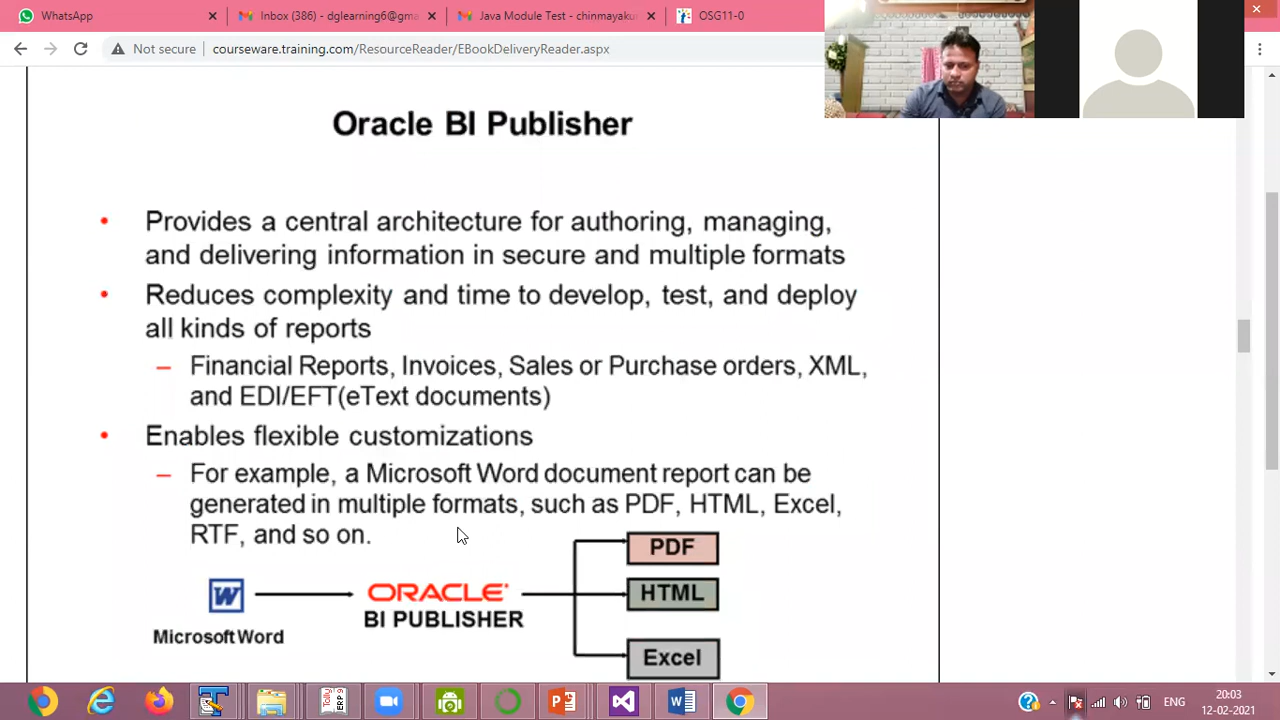 WhatsApp
Inbox (386) - dglearning6@gma
Java Module Test - chinmayaku
OSG11-0
Not secure
courseware.training.com/ResourceReader/EBookDeliveryReader.aspx
Oracle BI Publisher
• Provides a central architecture for authoring, managing,
and delivering information in secure and multiple formats
• Reduces complexity and time to develop, test, and deploy
all kinds of reports
– Financial Reports, Invoices, Sales or Purchase orders, XML,
and EDI/EFT(eText documents)
• Enables flexible customizations
– For example, a Microsoft Word document report can be
generated in multiple formats, such as PDF, HTML, Excel,
RTF, and so on.
PDF
HTML
Excel
W
Microsoft Word
ORACLE
BI PUBLISHER
ENG
20:03
12-02-2021